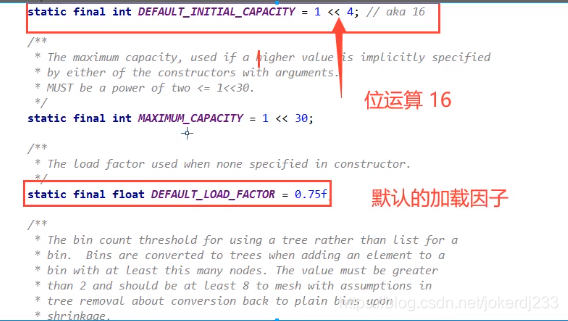 static final int DEFAULT_INITIAL_CAPACITY = 1 << 4; // aka 16
/**
* The maximum capacity, used if a higher value is implicitly specified
* by either of the constructors with arguments.
* MUST be a power of two <= 1<<30.
*/
位运算 16
static final int MAXIMUM_CAPACITY = 1 << 30;
/**
* The load factor used when none specified in constructor.
*/
static final float DEFAULT_LOAD_FACTOR = 0.75f
默认的加载因子
/**
* The bin count threshold for using a tree rather than list for a
* bin.  Bins are converted to trees when adding an element to a
* bin with at least this many nodes. The value must be greater
* than 2 and should be at least 8 to mesh with assumptions in
* tree removal about conversion back to plain bins upon
* shrinkage.
https://blog.csdn.net/jokerdj233